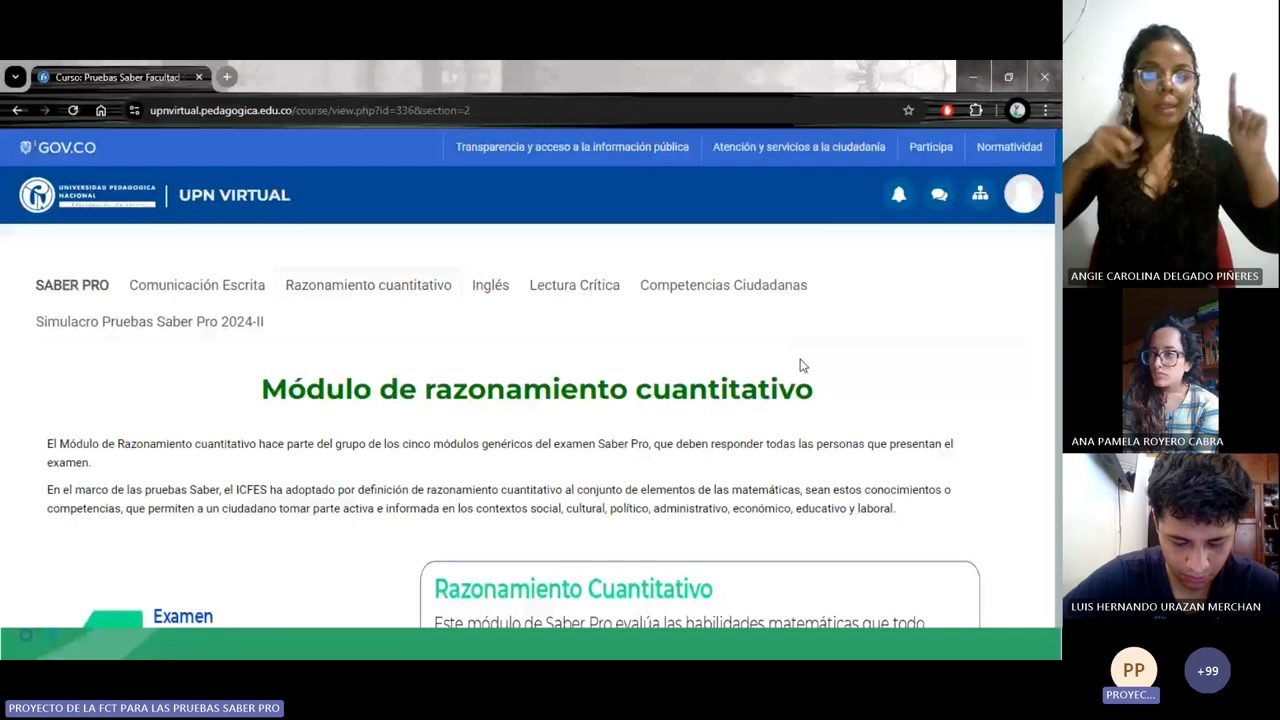 Curso: Pruebas Saber Facultad
upnvirtual.pedagogica.edu.co/course/view.php?id=336&section=2
GOV.CO
Transparencia y acceso a la información pública
Atención y servicios a la ciudadanía
Participa
Normatividad
UNIVERSIDAD PEDAGOGICA
NACIONAL
UPN VIRTUAL
SABER PRO Comunicación Escrita Razonamiento cuantitativo Inglés Lectura Crítica Competencias Ciudadanas
Simulacro Pruebas Saber Pro 2024-II
Módulo de razonamiento cuantitativo
El Módulo de Razonamiento cuantitativo hace parte del grupo de los cinco módulos genéricos del examen Saber Pro, que deben responder todas las personas que presentan el
examen.
En el marco de las pruebas Saber, el ICFES ha adoptado por definición de razonamiento cuantitativo al conjunto de elementos de las matemáticas, sean estos conocimientos o
competencias, que permiten a un ciudadano tomar parte activa e informada en los contextos social, cultural, político, administrativo, económico, educativo y laboral.
Examen
Razonamiento Cuantitativo
Este módulo de Saber Pro evalúa las habilidades matemáticas que todo
ANGIE CAROLINA DELGADO PIÑERES
ANA PAMELA ROYERO CABRA
LUIS HERNANDO URAZAN MERCHAN
PP
+99
PROYEC...
PROYECTO DE LA FCT PARA LAS PRUEBAS SABER PRO